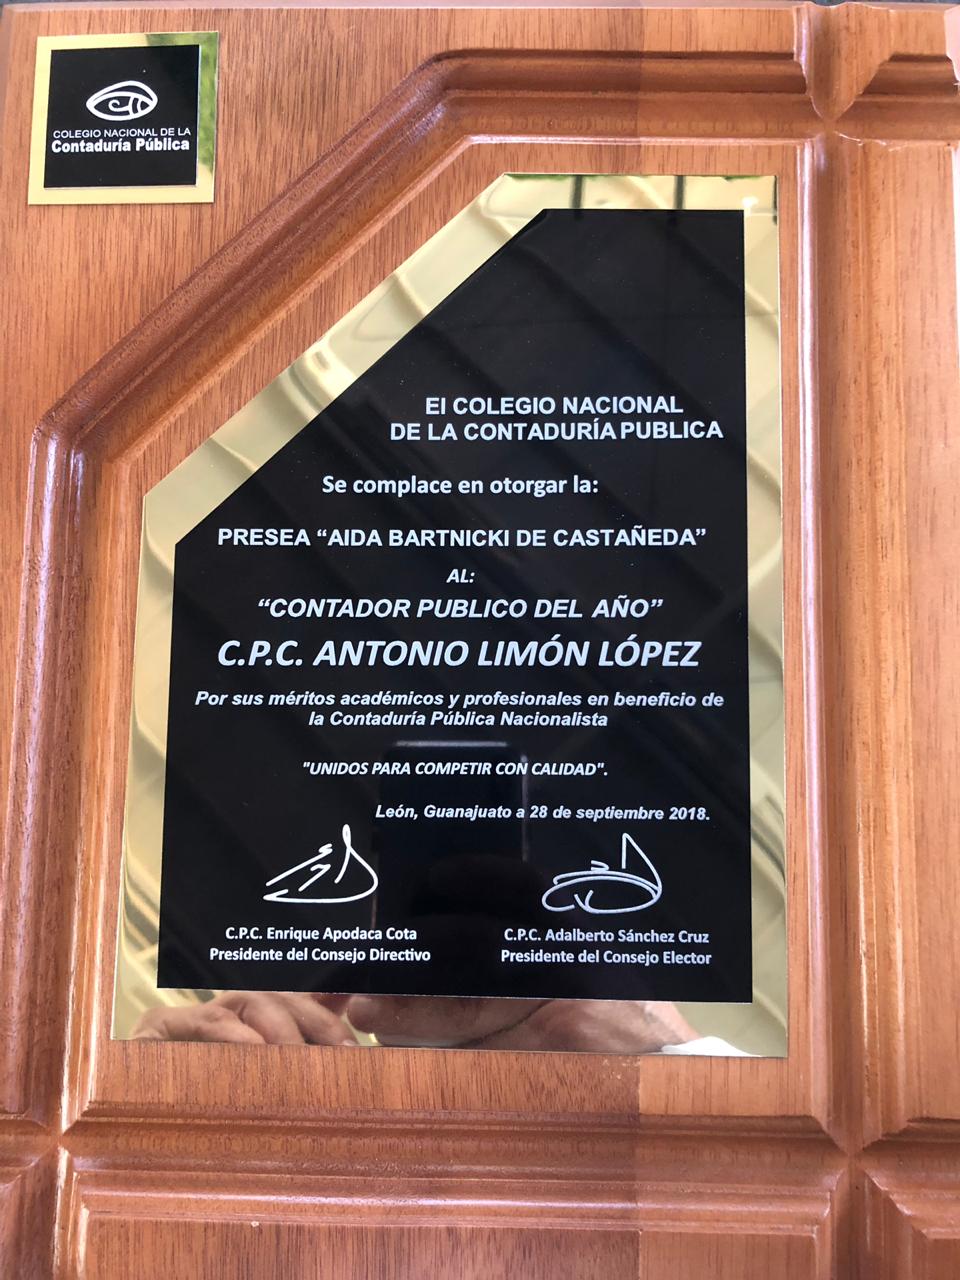 COLEGIO NACIONAL DE LA
Contaduría Pública
El COLEGIO NACIONAL
DE LA CONTADURÍA PUBLICA
Se complace en otorgar la:
PRESEA “AIDA BARTNICKI DE CASTAÑEDA”
AL:
“CONTADOR PUBLICO DEL AÑO”
C.P.C. ANTONIO LIMÓN LÓPEZ
Por sus méritos académicos y profesionales en beneficio de
la Contaduría Pública Nacionalista
"UNIDOS PARA COMPETIR CON CALIDAD".
León, Guanajuato a 28 de septiembre 2018.
C.P.C. Enrique Apodaca Cota
Presidente del Consejo Directivo
C.P.C. Adalberto Sánchez Cruz
Presidente del Consejo Elector